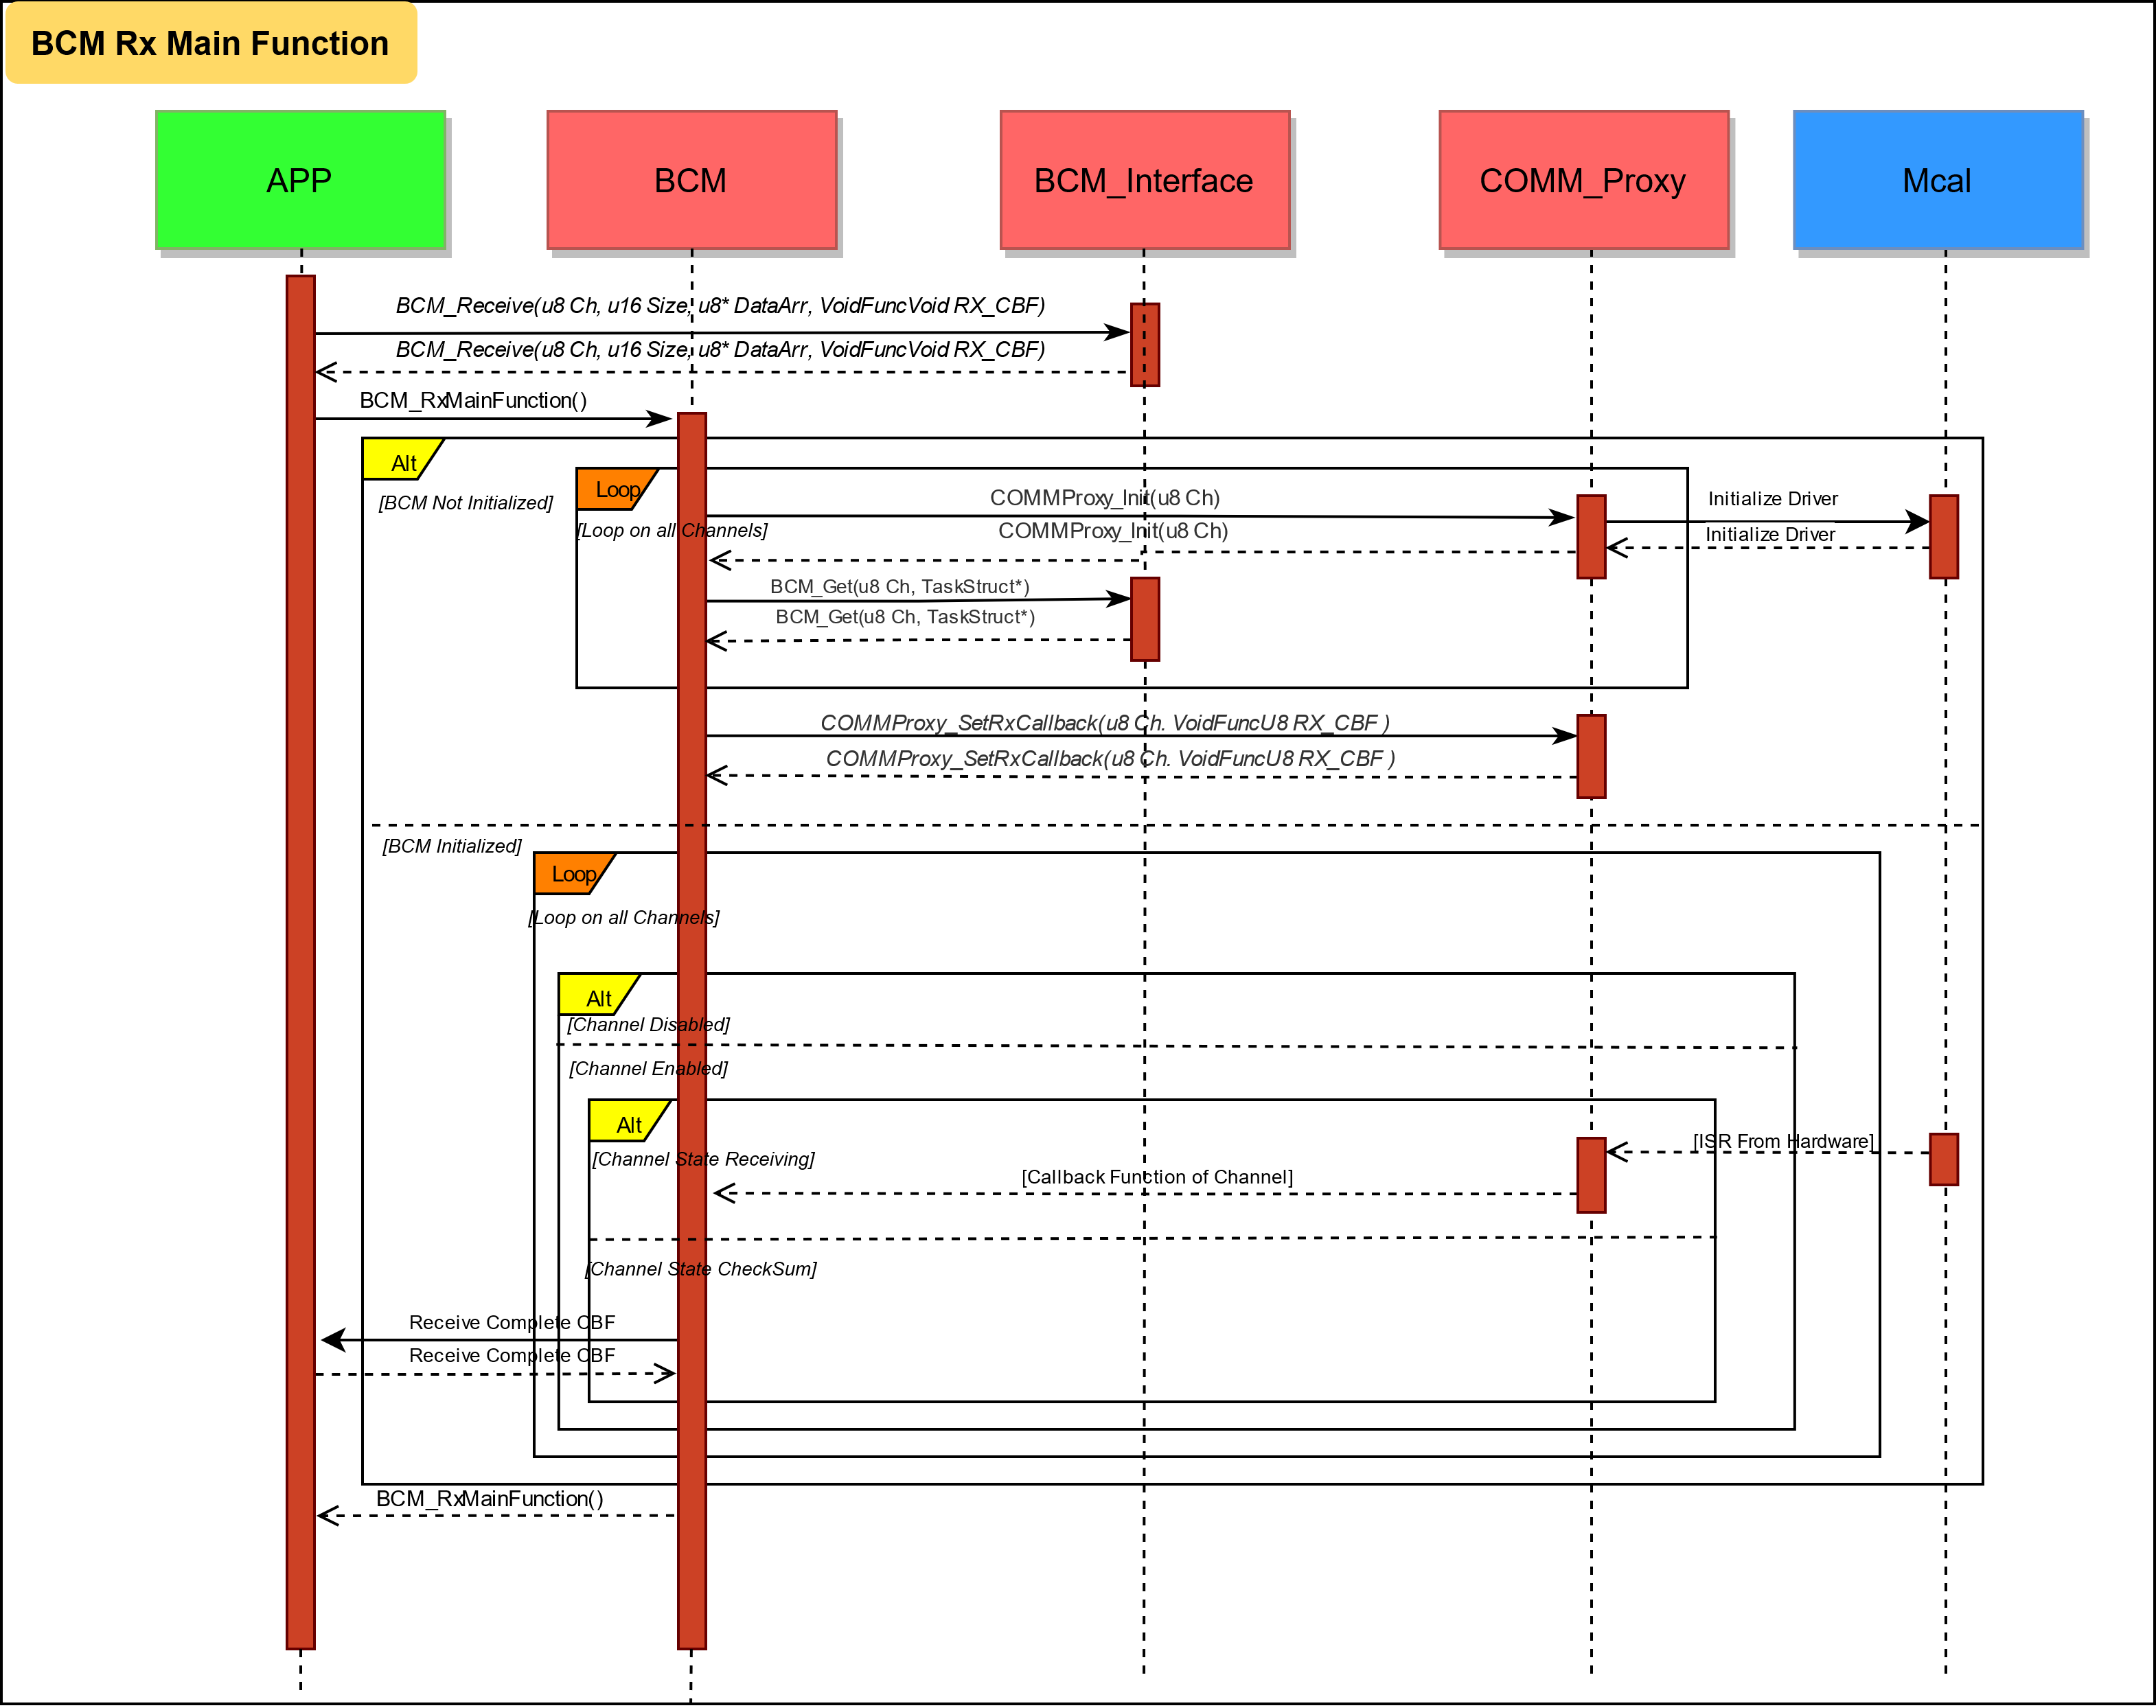 BCM Rx Main Function
APP
BCM
BCM_Interface
COMM_Proxy
Mcal
BCM_Receive(u8 Ch, u16 Size, u8* DataArr, VoidFuncVoid RX_CBF)
BCM_Receive(u8 Ch, u16 Size, u8* DataArr, VoidFuncVoid RX_CBF)
BCM_RxMainFunction()
Alt
[BCM Not Initialized]
Loop
[Loop on all Channels]
COMMProxy_Init(u8 Ch)
Initialize Driver
COMMProxy_Init(u8 Ch)
Initialize Driver
BCM_Get(u8 Ch, TaskStruct*)
BCM_Get(u8 Ch, TaskStruct*)
COMMProxy_SetRxCallback(u8 Ch. VoidFuncU8 RX_CBF )
COMMProxy_SetRxCallback(u8 Ch. VoidFuncU8 RX_CBF )
[BCM Initialized]
Loop
[Loop on all Channels]
Alt
[Channel Disabled]
[Channel Enabled]
Alt
[ISR From Hardware]
[Channel State Receiving]
[Callback Function of Channel]
[Channel State CheckSum]
Receive Complete CBF
Receive Complete CBF
BCM_RxMainFunction()